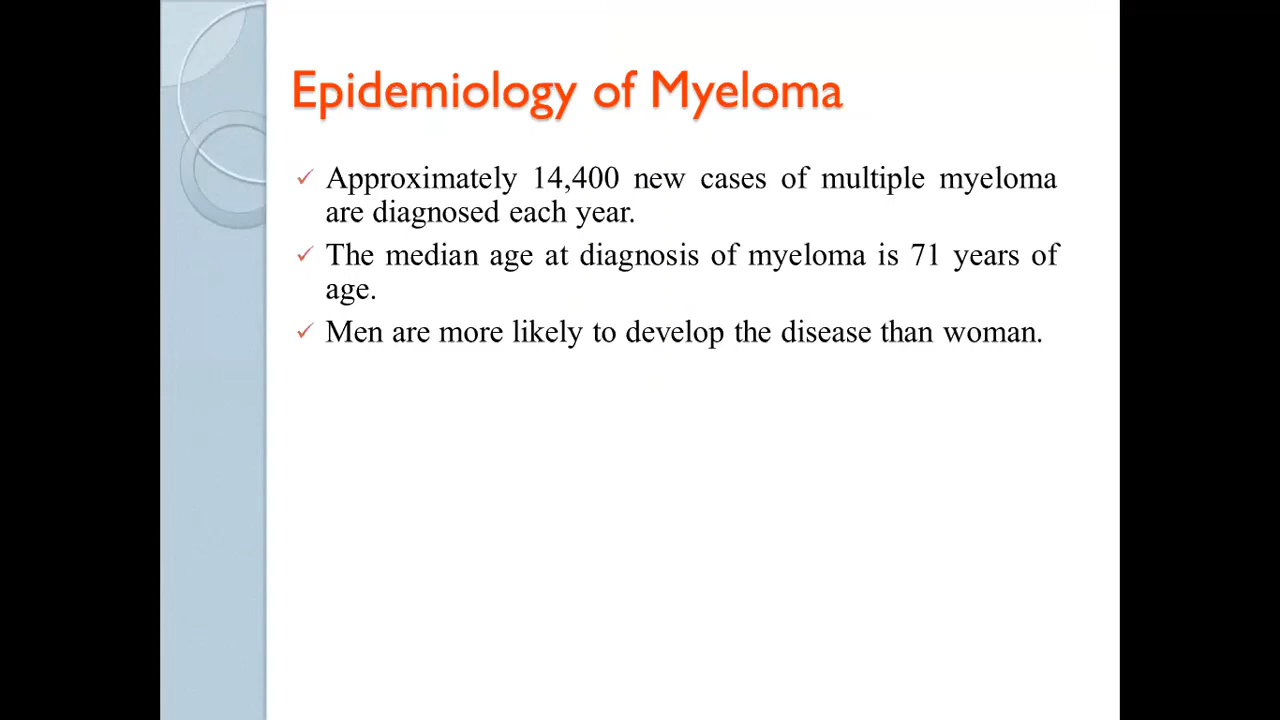 Epidemiology of Myeloma
Approximately 14,400 new cases of multiple myeloma
are diagnosed each year.
The median age at diagnosis of myeloma is 71 years of
age.
Men are more likely to develop the disease than woman.